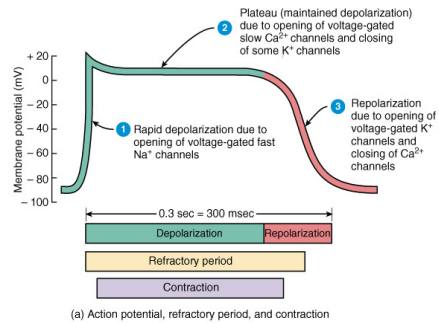 Plateau (maintained depolarization)
due to opening of voltage-gated
slow Ca2+ channels and closing
of some K+ channels
2
+ 20
0
– 20
– 40
– 60
– 80
– 100
Membrane potential (mV)
1 Rapid depolarization due to
opening of voltage-gated fast
Na+ channels
3 Repolarization
due to opening of
voltage-gated K+
channels and
closing of Ca2+
channels
0.3 sec = 300 msec
Depolarization Repolarization
Refractory period
Contraction
(a) Action potential, refractory period, and contraction